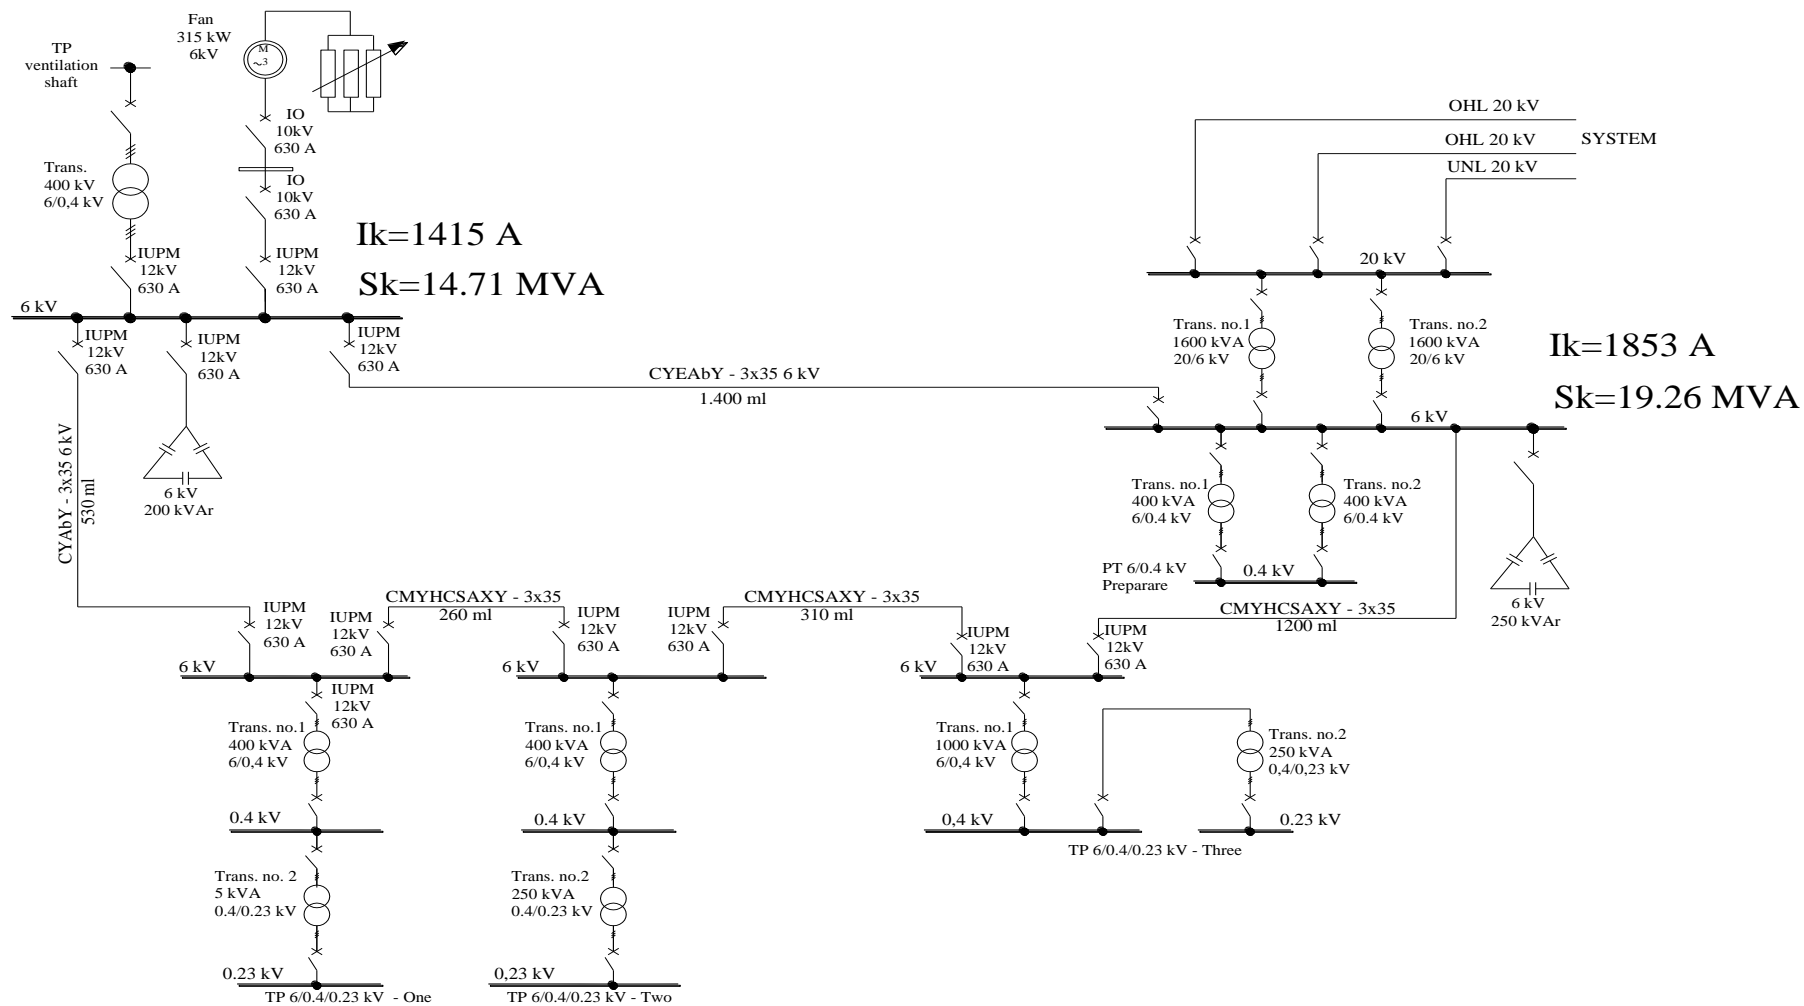 Fan
315 kW
6kV
M
~3
TP
ventilation
shaft
IO
10kV
630 A
Trans.
400 kV
6/0,4 kV
IO
10kV
630 A
IUPM
12kV
630 A
IUPM
12kV
630 A
Ik=1415 A
Sk=14.71 MVA
6 kV
IUPM
12kV
630 A
IUPM
12kV
630 A
IUPM
12kV
630 A
CYEAbY - 3x35 6 kV
1.400 ml
CYAbY - 3x35 6 kV
530 ml
6 kV
200 kVAr
OHL 20 kV
OHL 20 kV
SYSTEM
UNL 20 kV
20 kV
Trans. no.1
1600 kVA
20/6 kV
Trans. no.2
1600 kVA
20/6 kV
Ik=1853 A
Sk=19.26 MVA
6 kV
Trans. no.1
400 kVA
6/0.4 kV
Trans. no.2
400 kVA
6/0.4 kV
PT 6/0.4 kV
Preparare
0.4 kV
6 kV
250 kVAr
CMYHCSAXY - 3x35
260 ml
CMYHCSAXY - 3x35
310 ml
CMYHCSAXY - 3x35
1200 ml
IUPM
12kV
630 A
IUPM
12kV
630 A
IUPM
12kV
630 A
IUPM
12kV
630 A
IUPM
12kV
630 A
IUPM
12kV
630 A
6 kV
6 kV
6 kV
IUPM
12kV
630 A
Trans. no.1
400 kVA
6/0,4 kV
Trans. no.1
400 kVA
6/0,4 kV
Trans. no.1
1000 kVA
6/0,4 kV
Trans. no.2
250 kVA
0,4/0,23 kV
0.4 kV
0.4 kV
0,4 kV
0.23 kV
TP 6/0.4/0.23 kV - Three
Trans. no. 2
5 kVA
0.4/0.23 kV
Trans. no.2
250 kVA
0.4/0.23 kV
0.23 kV
0,23 kV
TP 6/0.4/0.23 kV - One
TP 6/0.4/0.23 kV - Two